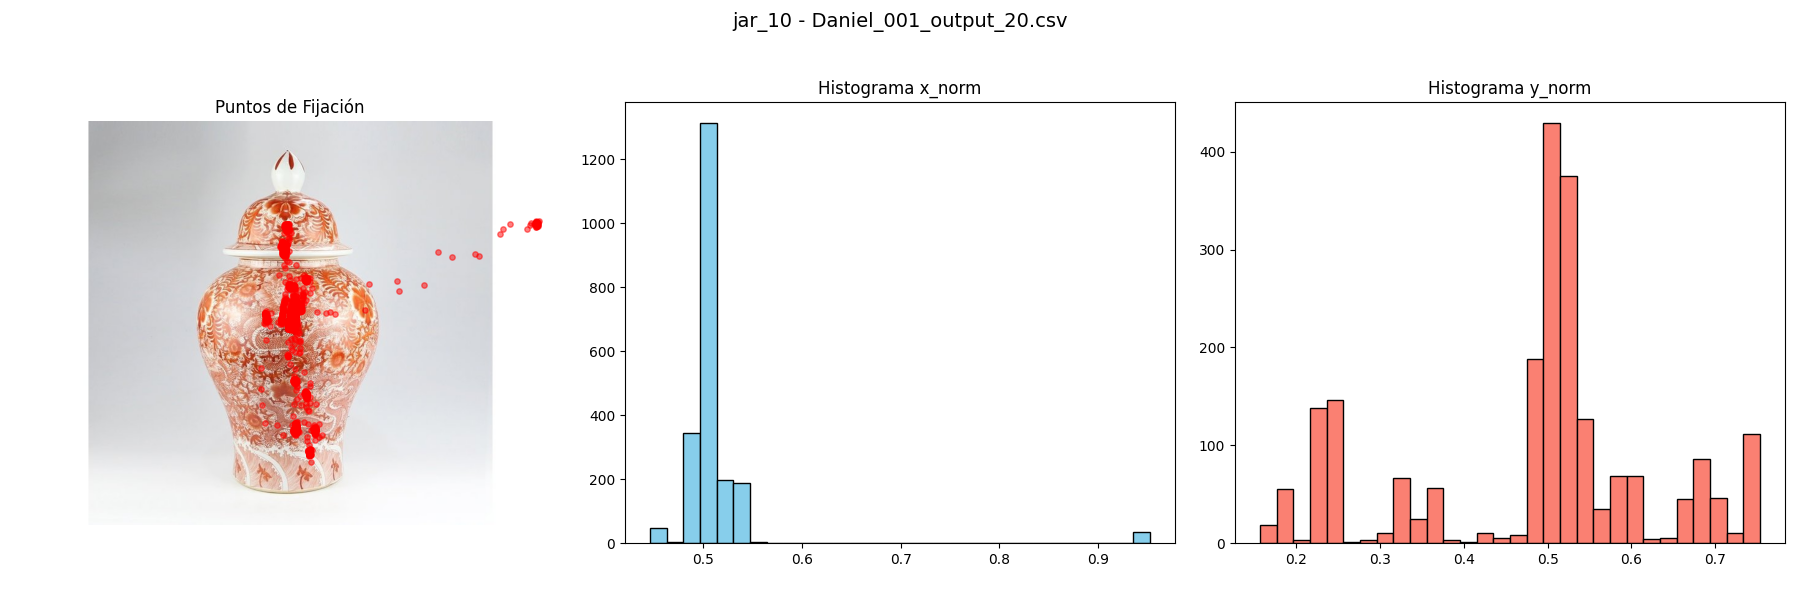 jar_10 - Daniel_001_output_20.csv
Puntos de Fijación
Histograma x_norm
1200
1000
800
600
400
200
0
0.5 0.6 0.7 0.8 0.9
Histograma y_norm
400
300
200
100
0
0.2 0.3 0.4 0.5 0.6 0.7